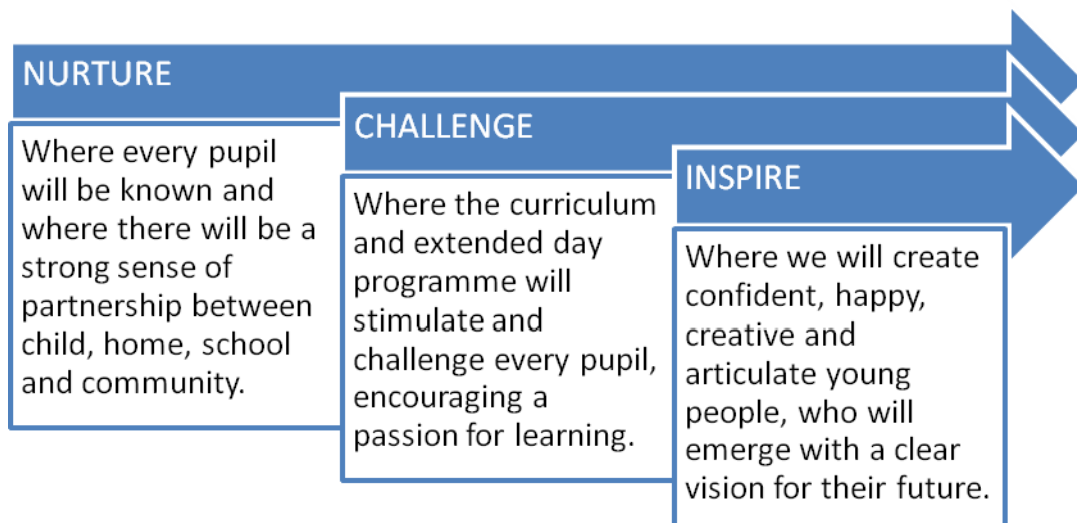 NURTURE
Where every pupil
will be known and
where there will be a
strong sense of
partnership between
child, home, school
and community.
CHALLENGE
Where the curriculum
and extended day
programme will
stimulate and
challenge every pupil,
encouraging a
passion for learning.
INSPIRE
Where we will create
confident, happy,
creative and
articulate young
people, who will
emerge with a clear
vision for their future.